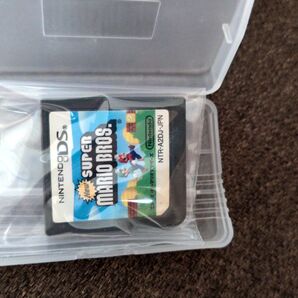 NINTENDO DS
New
SUPER
MARIO BROS.
Nintendo
NTR-A2DJ-JPN